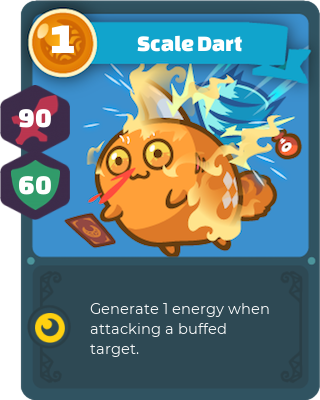 1
Scale Dart
90
60
Generate 1 energy when
attacking a buffed
target.